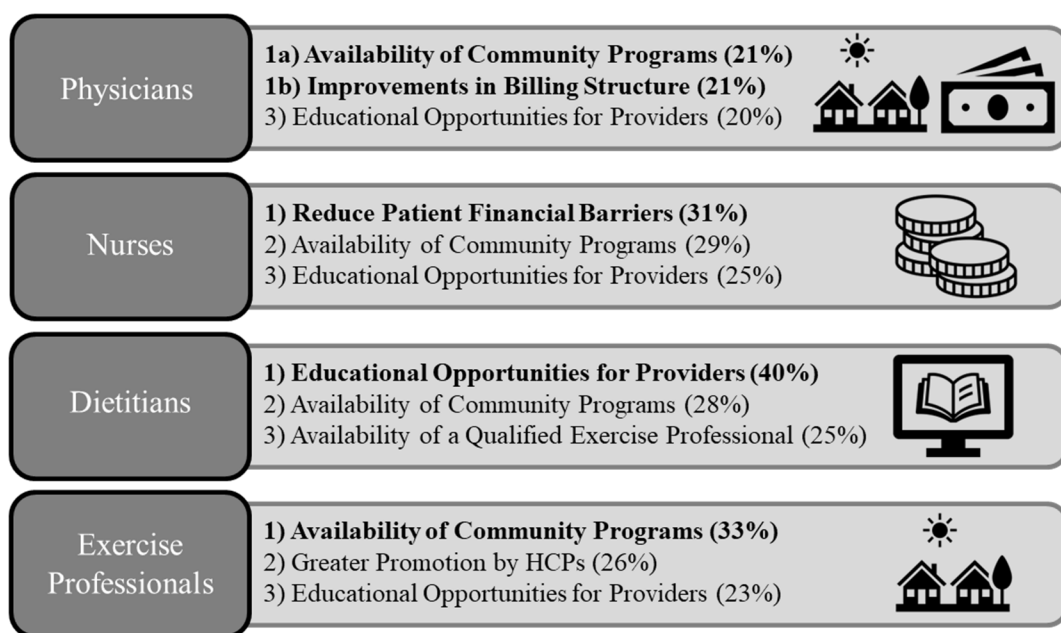 Physicians
1a) Availability of Community Programs (21%)
1b) Improvements in Billing Structure (21%)
3) Educational Opportunities for Providers (20%)
Nurses
1) Reduce Patient Financial Barriers (31%)
2) Availability of Community Programs (29%)
3) Educational Opportunities for Providers (25%)
Dietitians
1) Educational Opportunities for Providers (40%)
2) Availability of Community Programs (28%)
3) Availability of a Qualified Exercise Professional (25%)
Exercise
Professionals
1) Availability of Community Programs (33%)
2) Greater Promotion by HCPs (26%)
3) Educational Opportunities for Providers (23%)